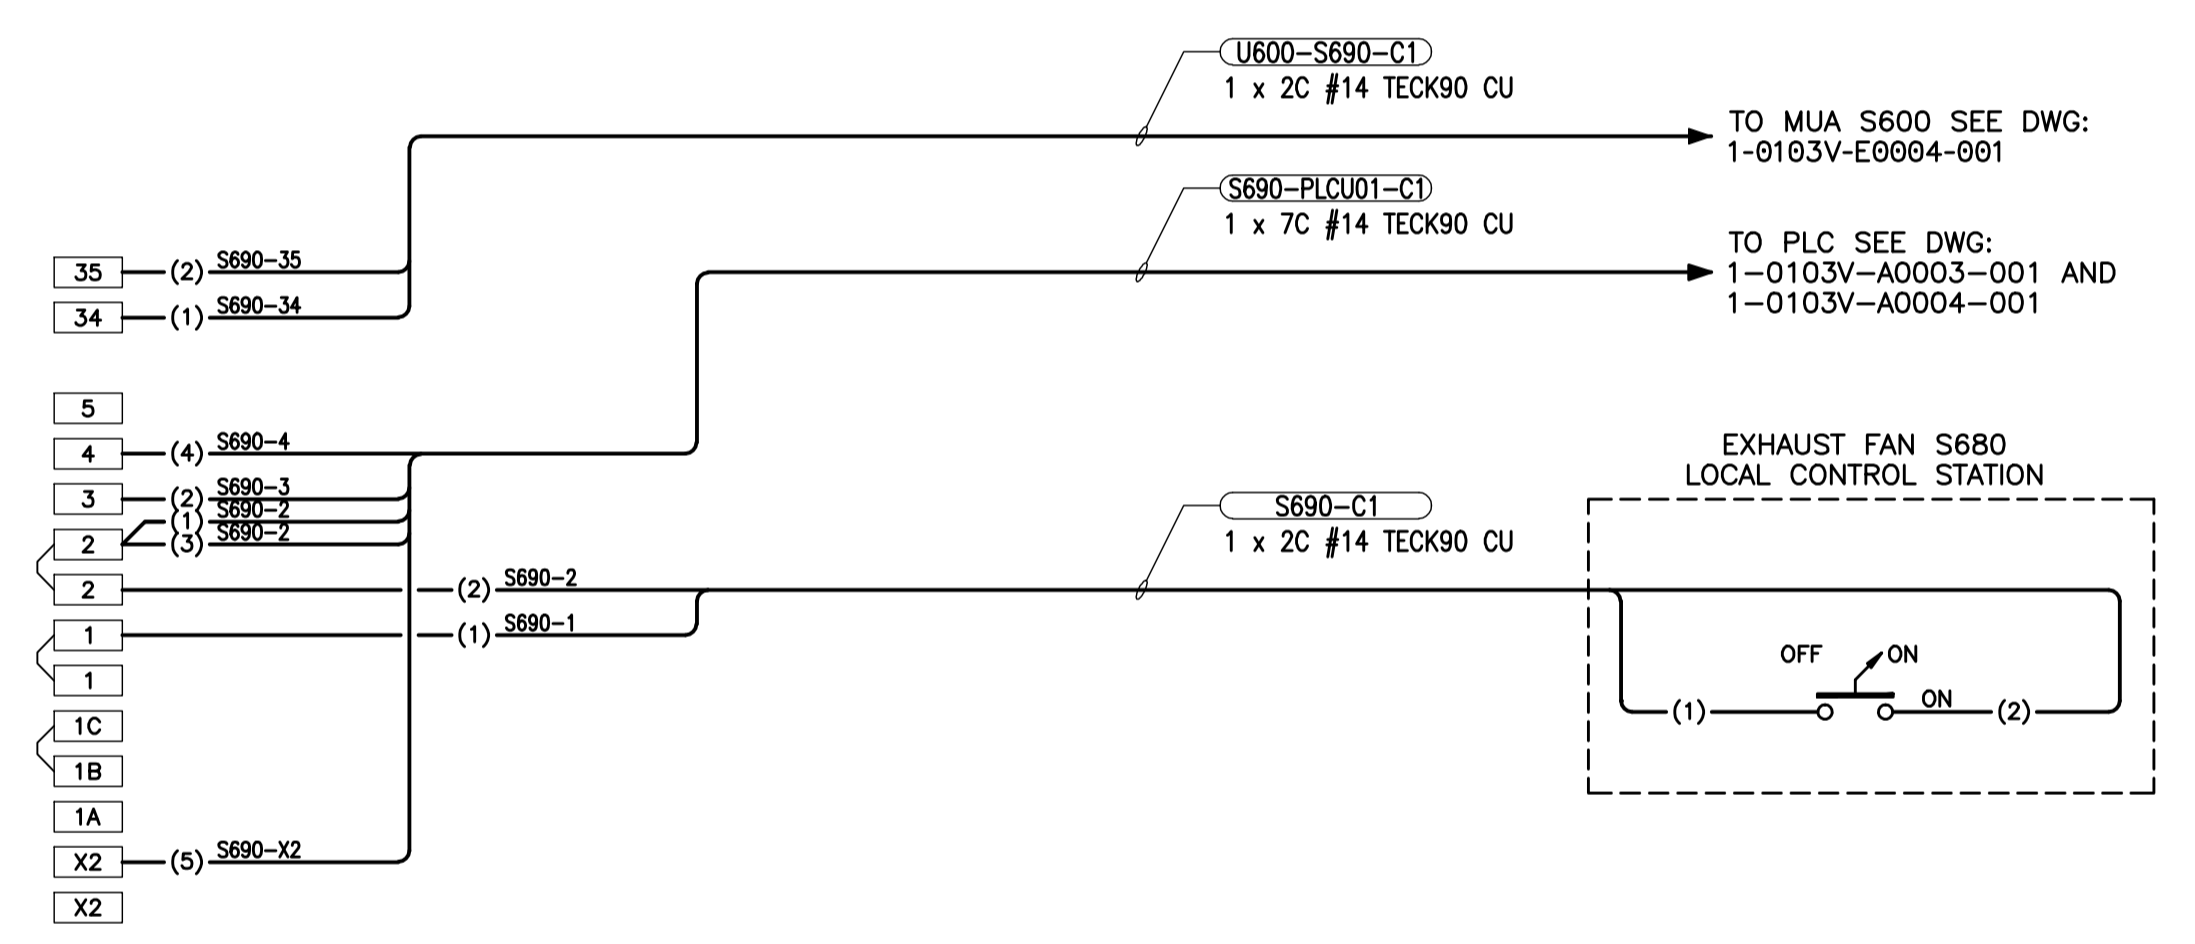 U600-S690-C1
1 x 2C #14 TECK90 CU
TO MUA S600 SEE DWG:
1-0103V-E0004-001
S690-PLCU01-C1
1 x 7C #14 TECK90 CU
TO PLC SEE DWG:
1-0103V-A0003-001 AND
1-0103V-A0004-001
35 (2) S690-35
34 (1) S690-34
5
4 (4) S690-4
3 (2) S690-3
(1) S690-2
2 (3) S690-2
2 (2) S690-2
1 (1) S690-1
1
1C
1B
1A
X2 (5) S690-X2
X2
S690-C1
1 x 2C #14 TECK90 CU
EXHAUST FAN S680
LOCAL CONTROL STATION
OFF ON
ON
(1) (2)